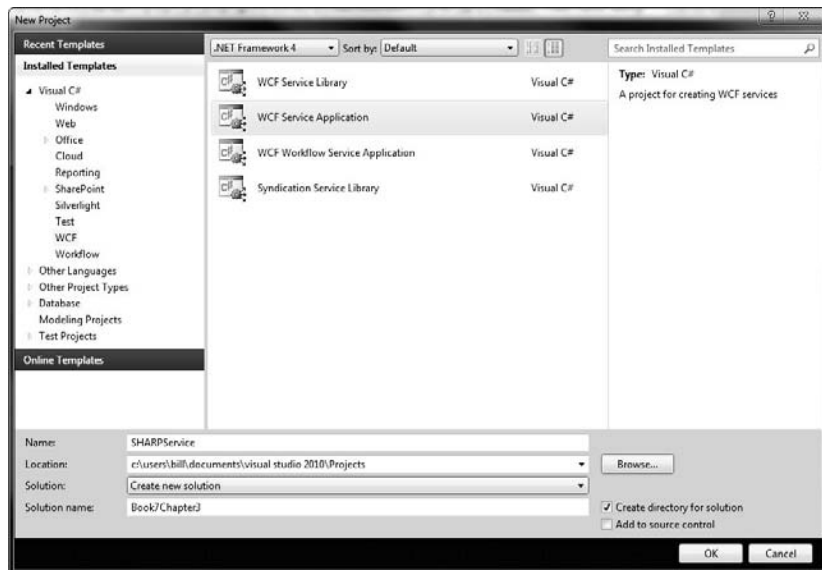 New Project
Recent Templates
Installed Templates
Visual C#
Windows
Web
Office
Cloud
Reporting
SharePoint
Silverlight
Test
WCF
Workflow
Other Languages
Other Project Types
Database
Modeling Projects
Test Projects
Online Templates
.NET Framework 4
Sort by: Default
Search Installed Templates
WCF Service Library Visual C#
WCF Service Application Visual C#
WCF Workflow Service Application Visual C#
Syndication Service Library Visual C#
Type: Visual C#
A project for creating WCF services
Name: SHARPService
Location: c:\users\bill\documents\visual studio 2010\Projects
Browse...
Solution: Create new solution
Solution name: Book7Chapter3
Create directory for solution
Add to source control
OK Cancel